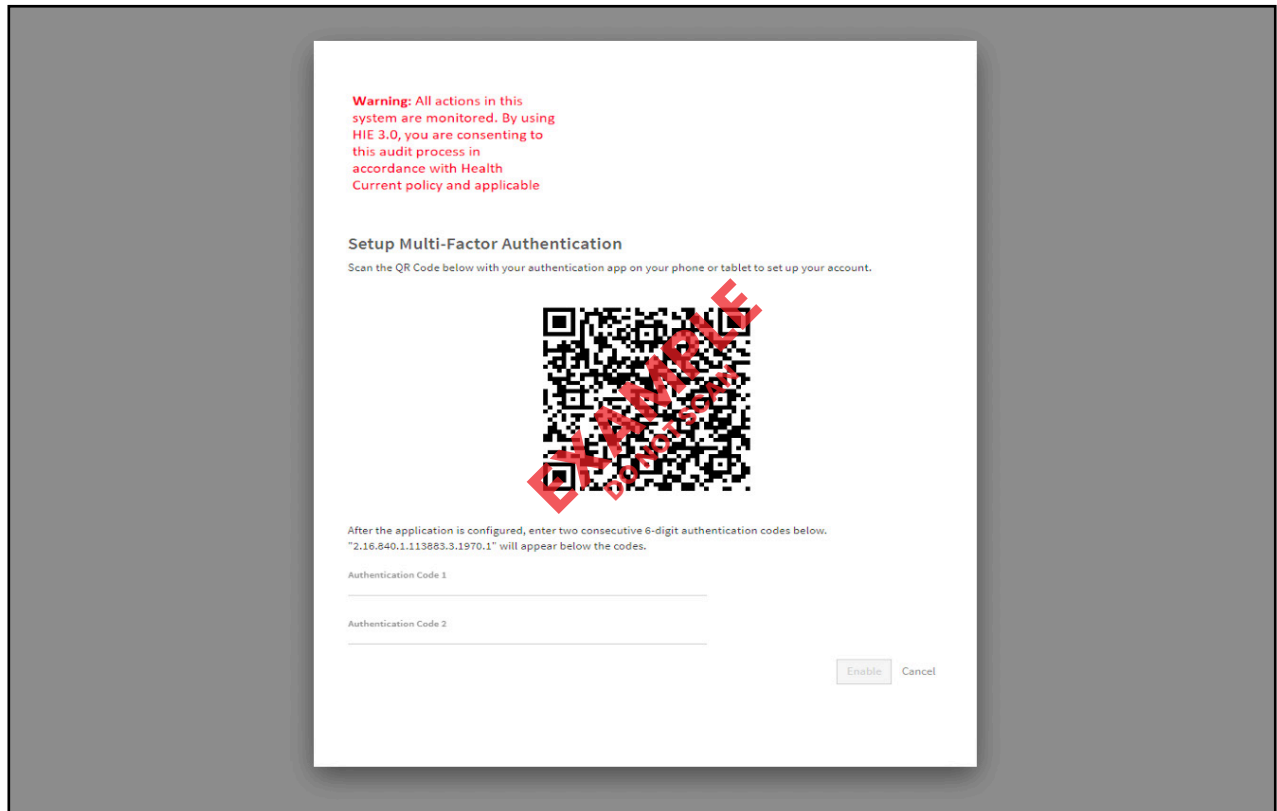 Warning: All actions in this
system are monitored. By using
HIE 3.0, you are consenting to
this audit process in
accordance with Health
Current policy and applicable
Setup Multi-Factor Authentication
Scan the QR Code below with your authentication app on your phone or tablet to set up your account.
EXAMPLE
DO NOT SCAN
After the application is configured, enter two consecutive 6-digit authentication codes below.
"2.16.840.1.113883.3.1970.1" will appear below the codes.
Authentication Code 1
Authentication Code 2
Enable Cancel